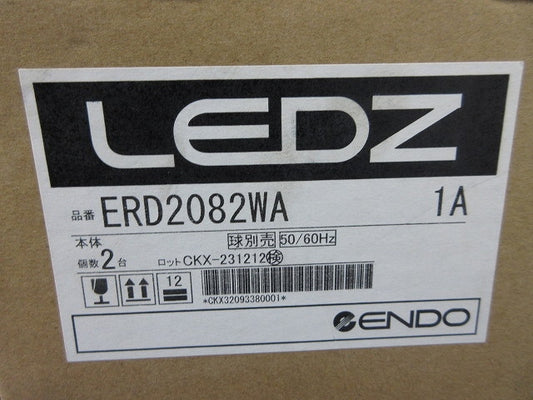 LEDZ
品番 ERD2082WA 1A
本体 球別売 50/60Hz
個数 2台 ロット CKX-231212 検
12
*CKX32093380001*
ENDO